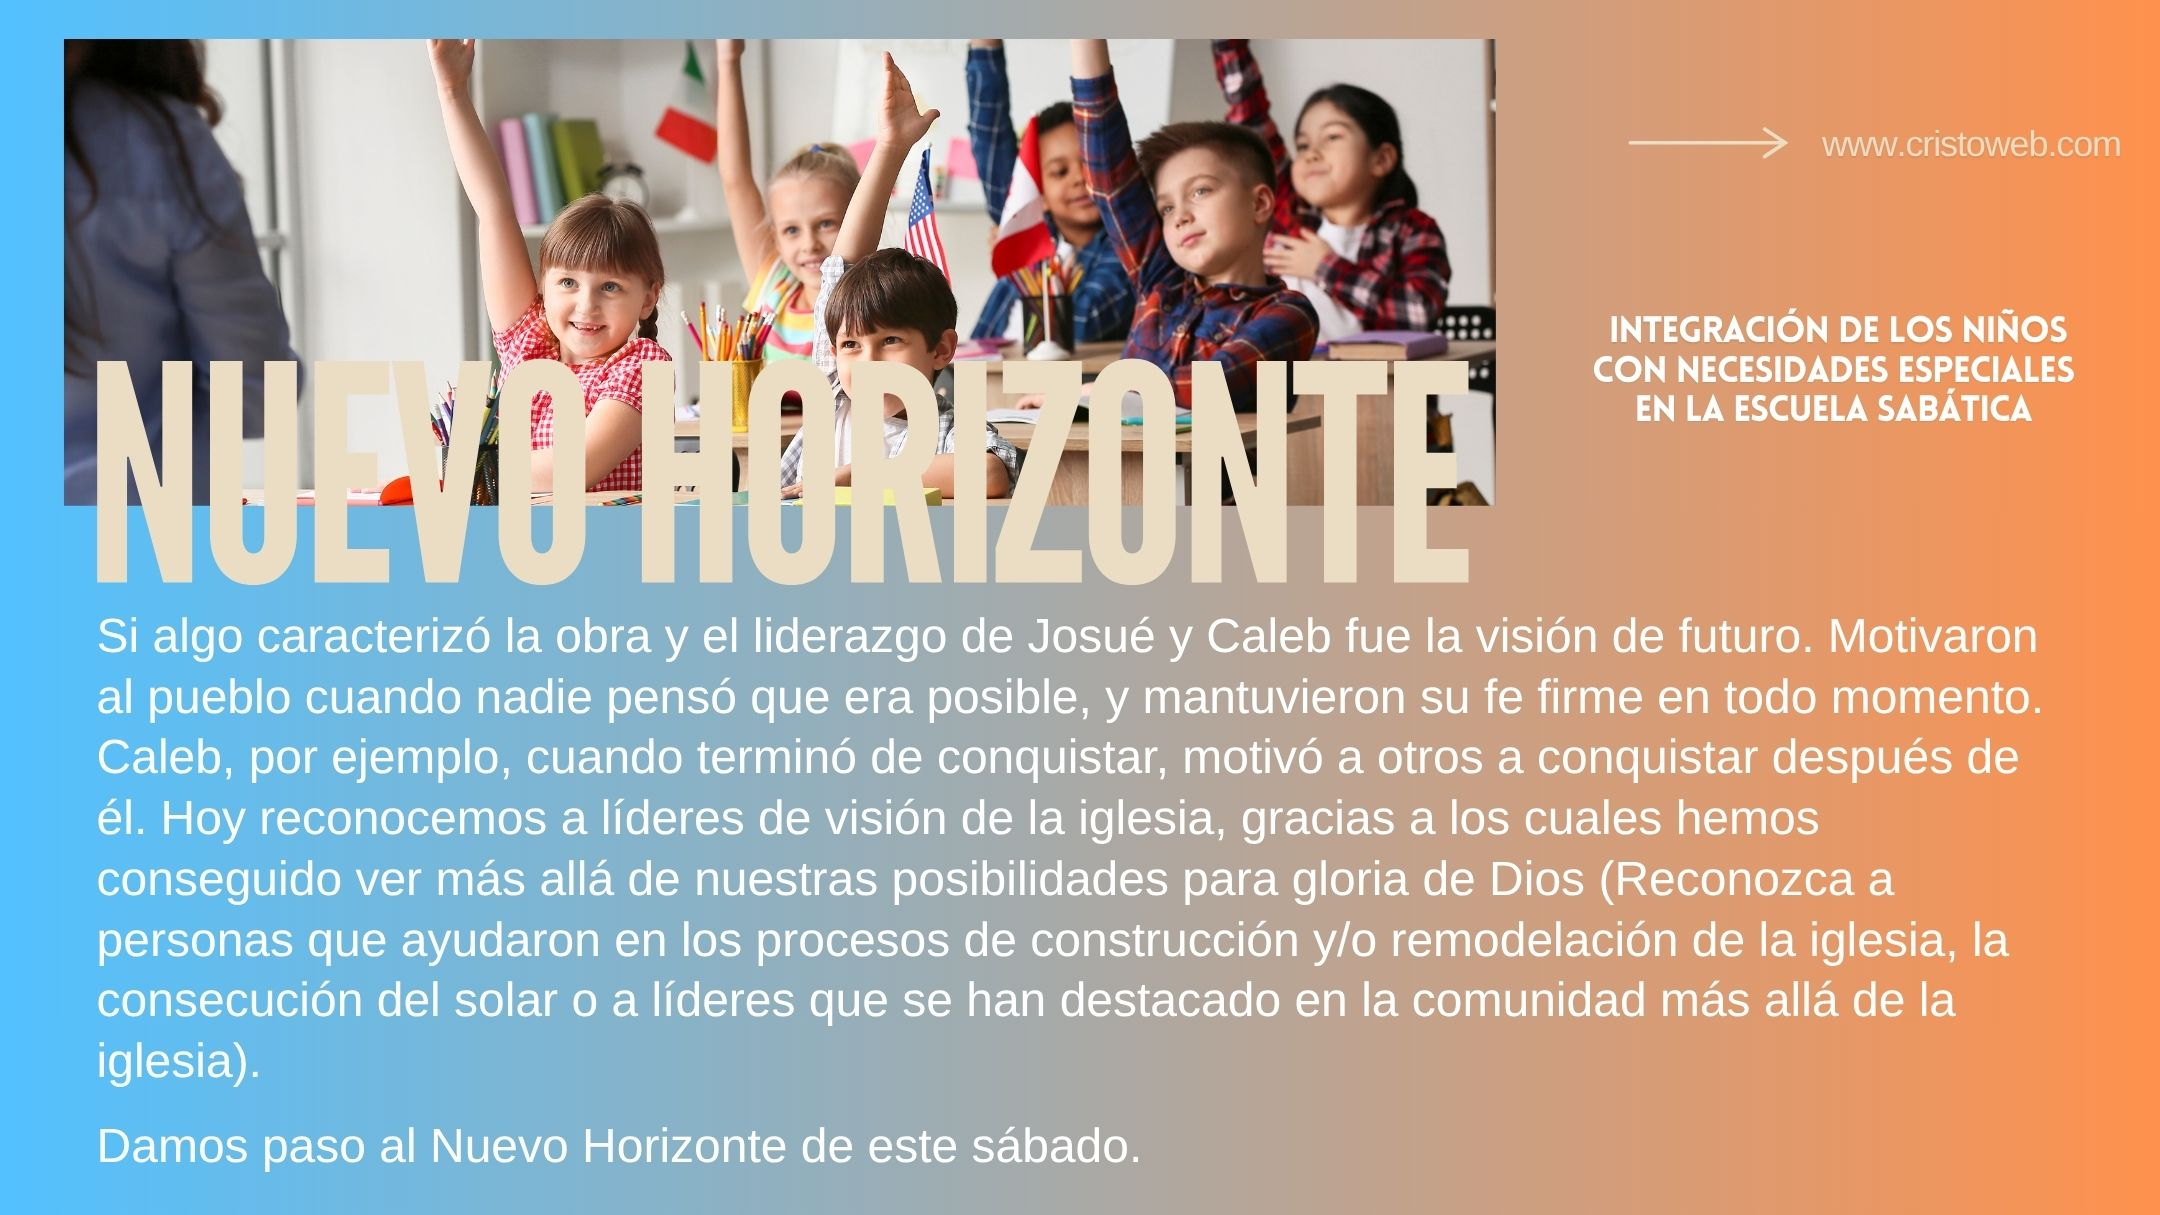 www.cristoweb.com
INTEGRACIÓN DE LOS NIÑOS
CON NECESIDADES ESPECIALES
EN LA ESCUELA SABÁTICA
NUEVO HORIZONTE
Si algo caracterizó la obra y el liderazgo de Josué y Caleb fue la visión de futuro. Motivaron
al pueblo cuando nadie pensó que era posible, y mantuvieron su fe firme en todo momento.
Caleb, por ejemplo, cuando terminó de conquistar, motivó a otros a conquistar después de
él. Hoy reconocemos a líderes de visión de la iglesia, gracias a los cuales hemos
conseguido ver más allá de nuestras posibilidades para gloria de Dios (Reconozca a
personas que ayudaron en los procesos de construcción y/o remodelación de la iglesia, la
consecución del solar o a líderes que se han destacado en la comunidad más allá de la
iglesia).
Damos paso al Nuevo Horizonte de este sábado.